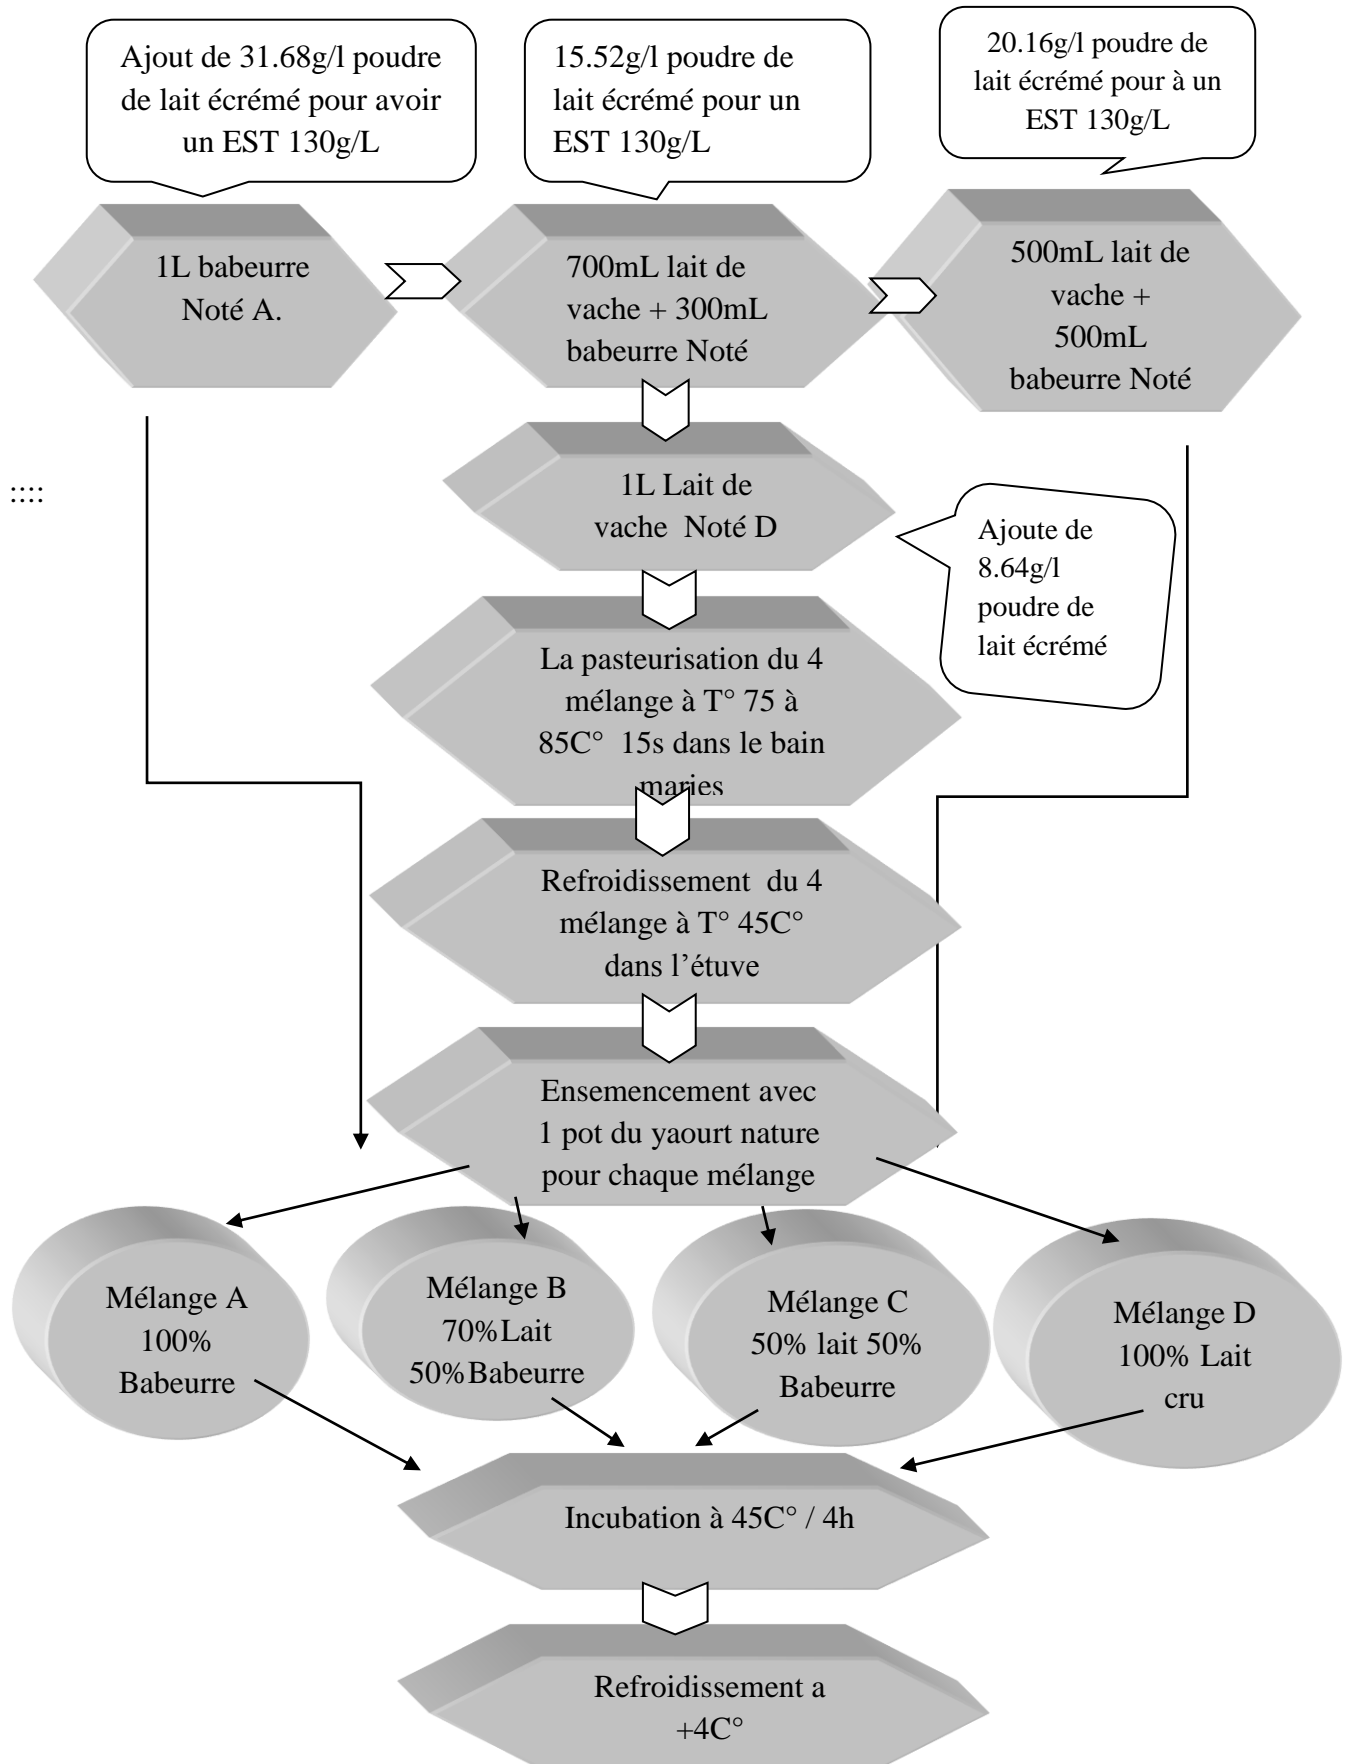 Ajout de 31.68g/l poudre
de lait écrémé pour avoir
un EST 130g/L
15.52g/l poudre de
lait écrémé pour un
EST 130g/L
20.16g/l poudre de
lait écrémé pour à un
EST 130g/L
1L babeurre
Noté A.
700mL lait de
vache + 300mL
babeurre Noté
500mL lait de
vache +
500mL
babeurre Noté
::::
1L Lait de
vache Noté D
Ajoute de
8.64g/l
poudre de
lait écrémé
La pasteurisation du 4
mélange à T° 75 à
85C° 15s dans le bain
maries
Refroidissement du 4
mélange à T° 45C°
dans l’étuve
Ensemencement avec
1 pot du yaourt nature
pour chaque mélange
Mélange A
100%
Babeurre
Mélange B
70%Lait
50%Babeurre
Mélange C
50% lait 50%
Babeurre
Mélange D
100% Lait
cru
Incubation à 45C° / 4h
Refroidissement a
+4C°